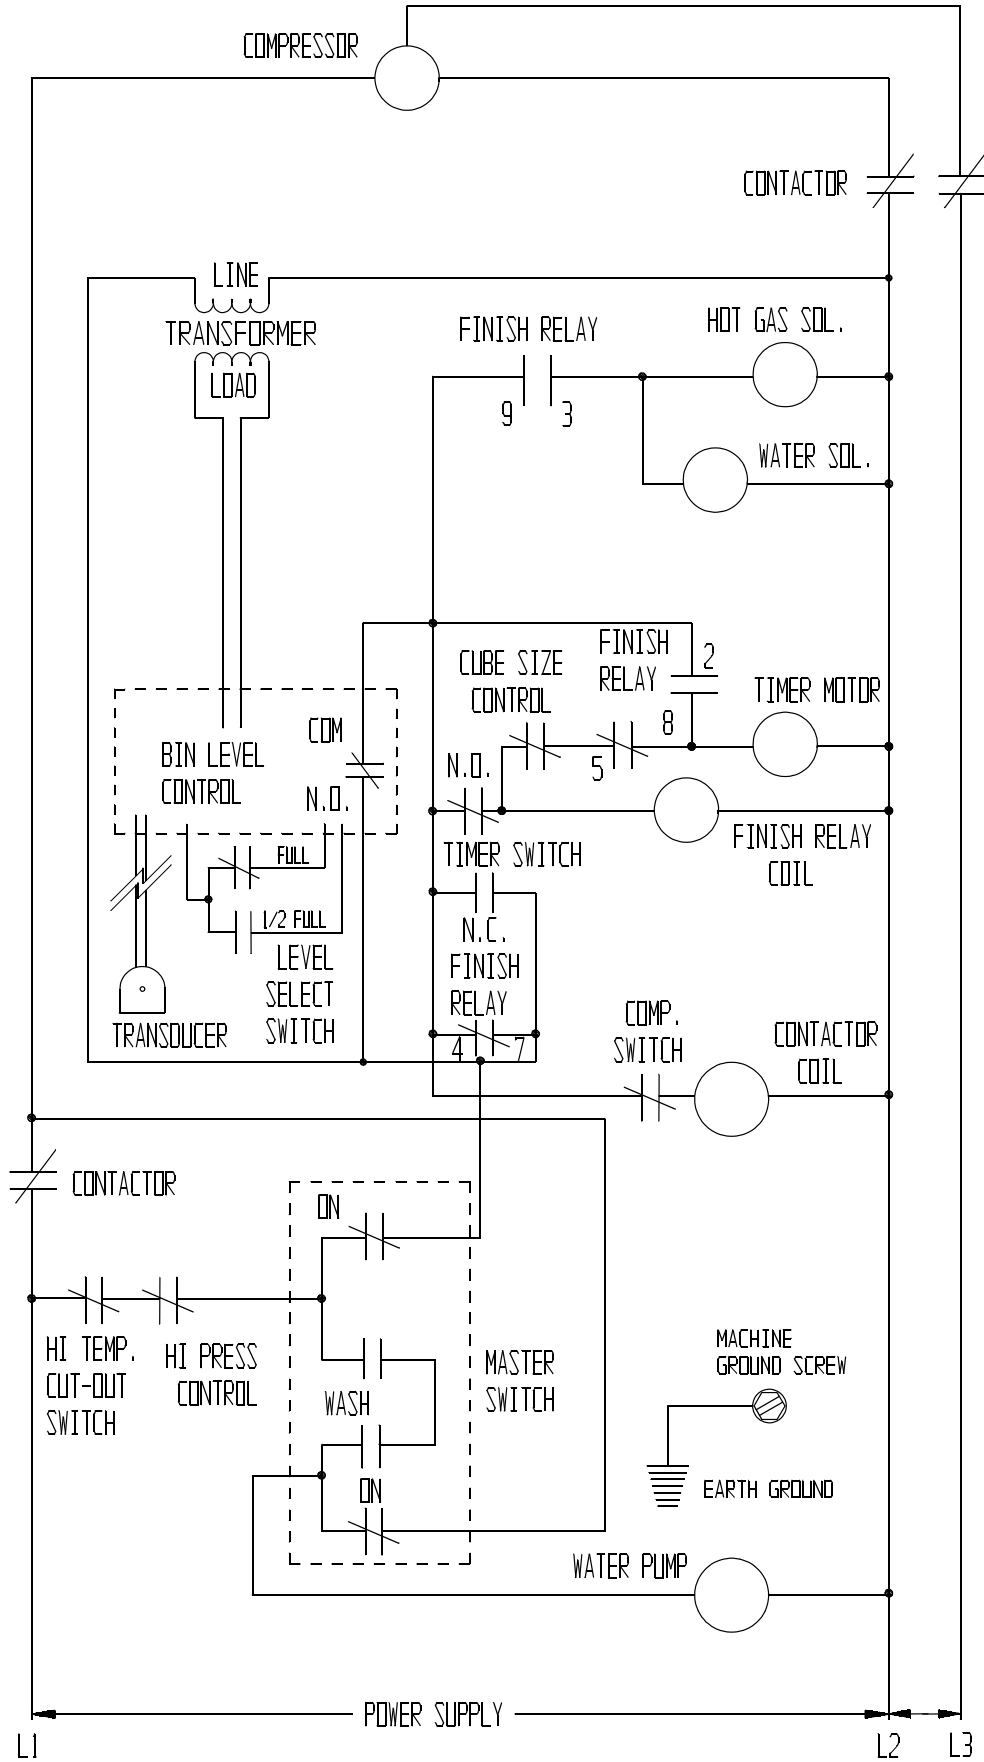 COMPRESSOR
CONTACTOR
LINE
TRANSFORMER
LOAD
FINISH RELAY
9
3
HOT GAS SOL.
WATER SOL.
CUBE SIZE
CONTROL
FINISH
RELAY
2
8
5
TIMER MOTOR
BIN LEVEL
CONTROL
COM
N.O.
N.O.
TIMER SWITCH
FINISH RELAY
COIL
FULL
1/2 FULL
LEVEL
SELECT
SWITCH
TRANSDUCER
N.C.
FINISH
RELAY
4
7
COMP.
SWITCH
CONTACTOR
COIL
CONTACTOR
ON
HI TEMP.
CUT-OUT
SWITCH
HI PRESS
CONTROL
WASH
ON
MASTER
SWITCH
MACHINE
GROUND SCREW
EARTH GROUND
WATER PUMP
POWER SUPPLY
L1
L2
L3